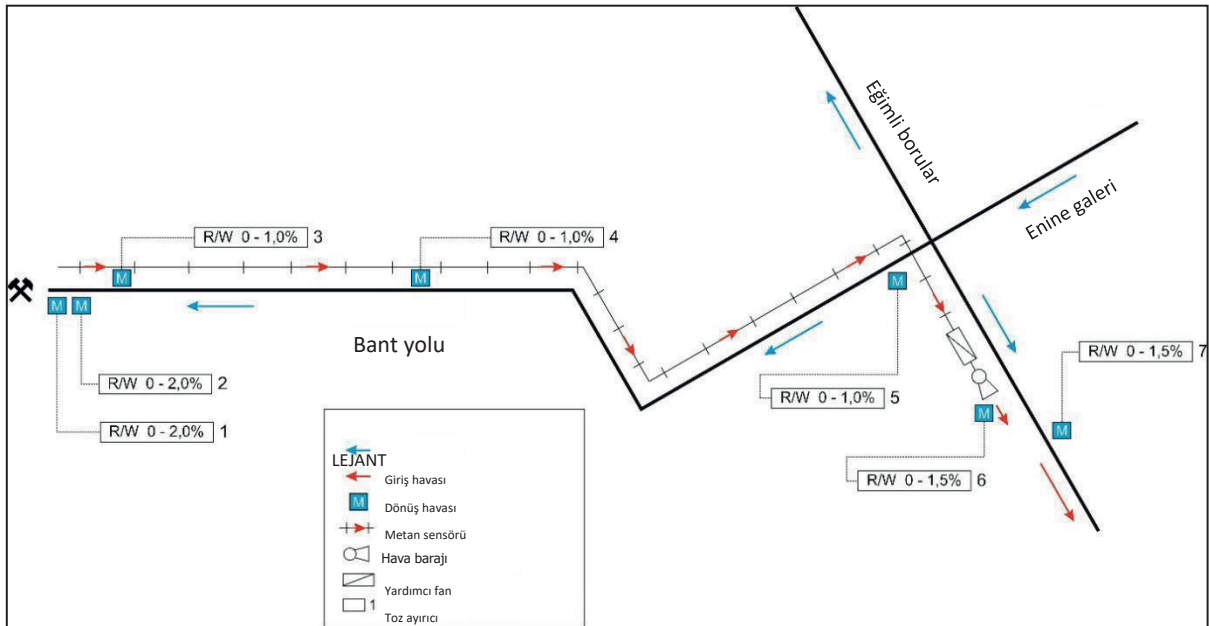 Eğimli borular
Enine galeri
R/W 0 - 1,0% 3
R/W 0 - 1,0% 4
M
M
M
M
M
Bant yolu
R/W 0 - 2,0% 2
R/W 0 - 2,0% 1
R/W 0 - 1,5% 7
R/W 0 - 1,0% 5
M
M
R/W 0 - 1,5% 6
LEJANT
Giriş havası
M
Dönüş havası
Metan sensörü
Hava barajı
Yardımcı fan
1
Toz ayırıcı